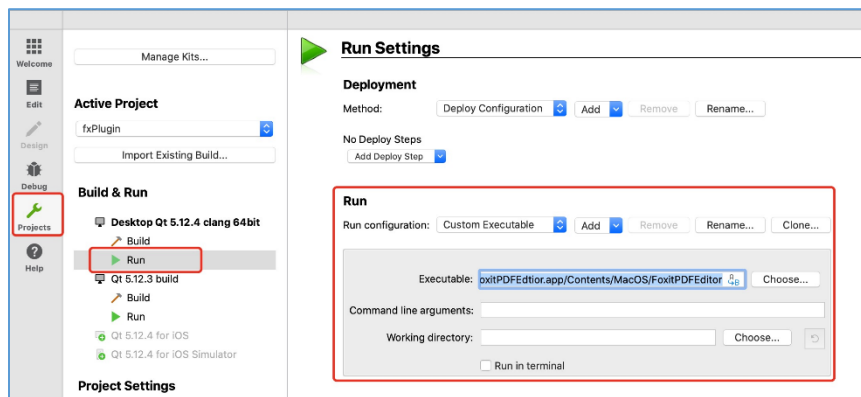 Welcome
Edit
Design
Debug
Projects
Help
Manage Kits...
Active Project
fxPlugin
Import Existing Build...
Build & Run
Desktop Qt 5.12.4 clang 64bit
Build
Run
Qt 5.12.3 build
Build
Run
Qt 5.12.4 for iOS
Qt 5.12.4 for iOS Simulator
Project Settings
Run Settings
Deployment
Method: Deploy Configuration Add Remove Rename...
No Deploy Steps
Add Deploy Step
Run
Run configuration: Custom Executable Add Remove Rename... Clone...
Executable: oxitPDFEdtior.app/Contents/MacOS/FoxitPDFEditor Choose...
Command line arguments:
Working directory: Choose...
Run in terminal